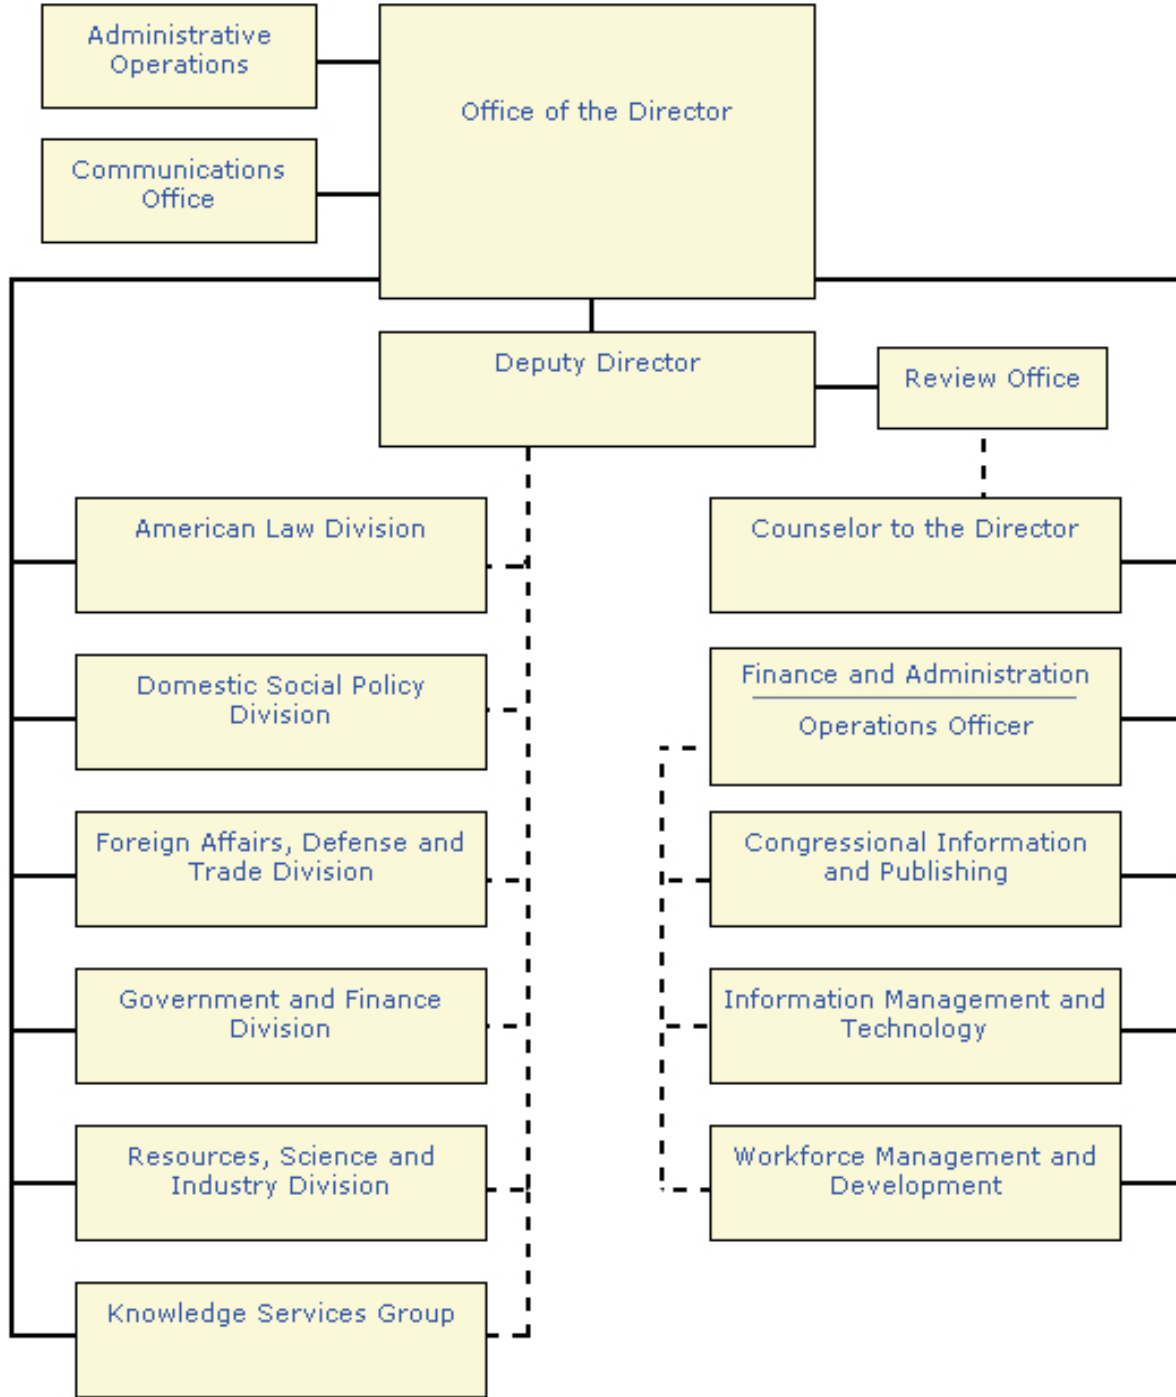 Administrative
Operations
Office of the Director
Communications
Office
Deputy Director
Review Office
American Law Division
Counselor to the Director
Domestic Social Policy
Division
Finance and Administration
Operations Officer
Foreign Affairs, Defense and
Trade Division
Congressional Information
and Publishing
Government and Finance
Division
Information Management and
Technology
Resources, Science and
Industry Division
Workforce Management and
Development
Knowledge Services Group